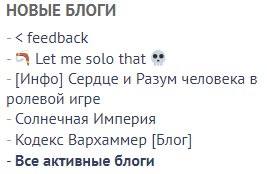 НОВЫЕ БЛОГИ
- < feedback
- 🪃 Let me solo that 💀
- [Инфо] Сердце и Разум человека в
ролевой игре
- Солнечная Империя
- Кодекс Вархаммер [Блог]
- Все активные блоги